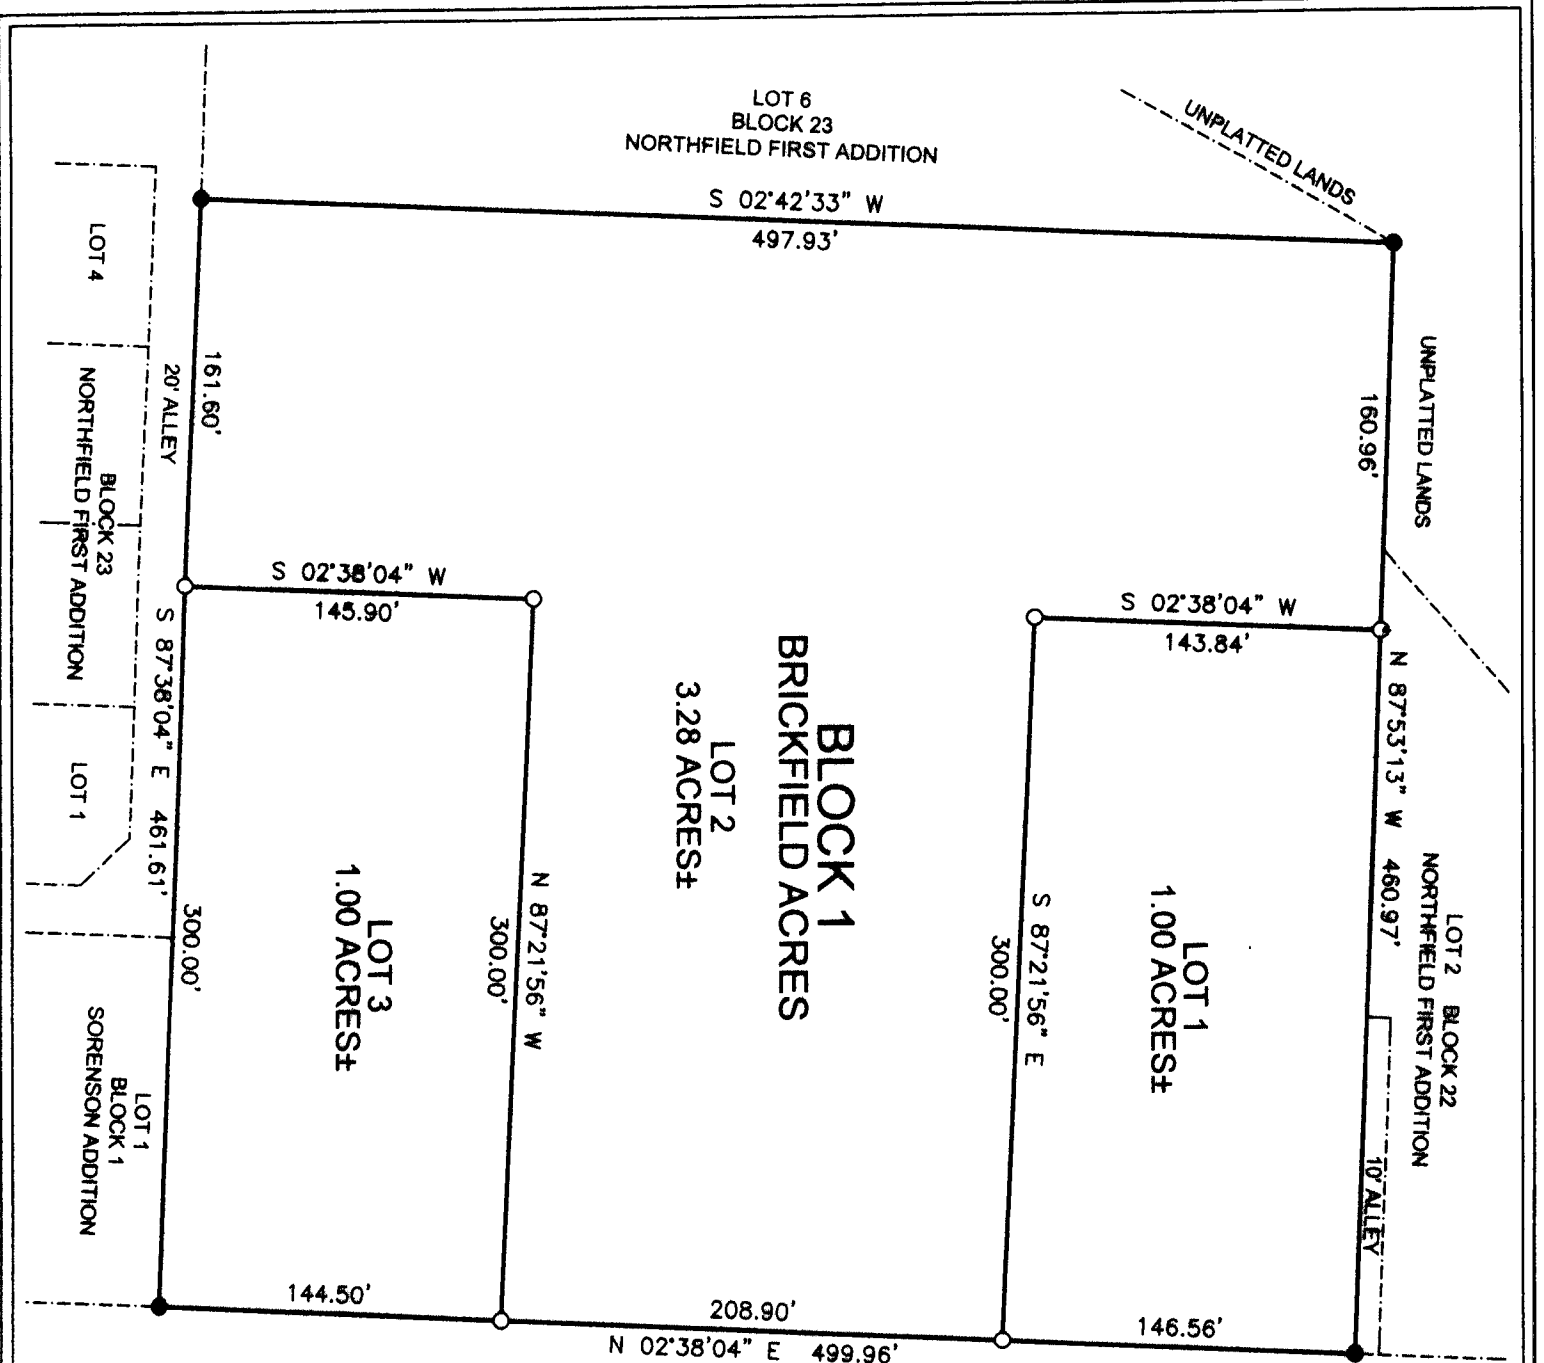 LOT 6
BLOCK 23
NORTHFIELD FIRST ADDITION
UNPLATTED LANDS
S 02°42'33" W
497.93'
LOT 4
161.60'
20' ALLEY
BLOCK 23
NORTHFIELD FIRST ADDITION
UNPLATTED LANDS
160.96'
S 02°38'04" W
145.90'
S 02°38'04" W
143.84'
S 87°38'04" E 461.61'
300.00'
LOT 1
N 87°53'13" W 460.97'
BLOCK 1
BRICKFIELD ACRES
LOT 2
3.28 ACRES±
LOT 3
1.00 ACRES±
N 87°21'56" W
300.00'
S 87°21'56" E
300.00'
LOT 1
1.00 ACRES±
LOT 2 BLOCK 22
NORTHFIELD FIRST ADDITION
10' ALLEY
LOT 1
BLOCK 1
SORENSON ADDITION
144.50'
208.90'
146.56'
N 02°38'04" E 499.96'